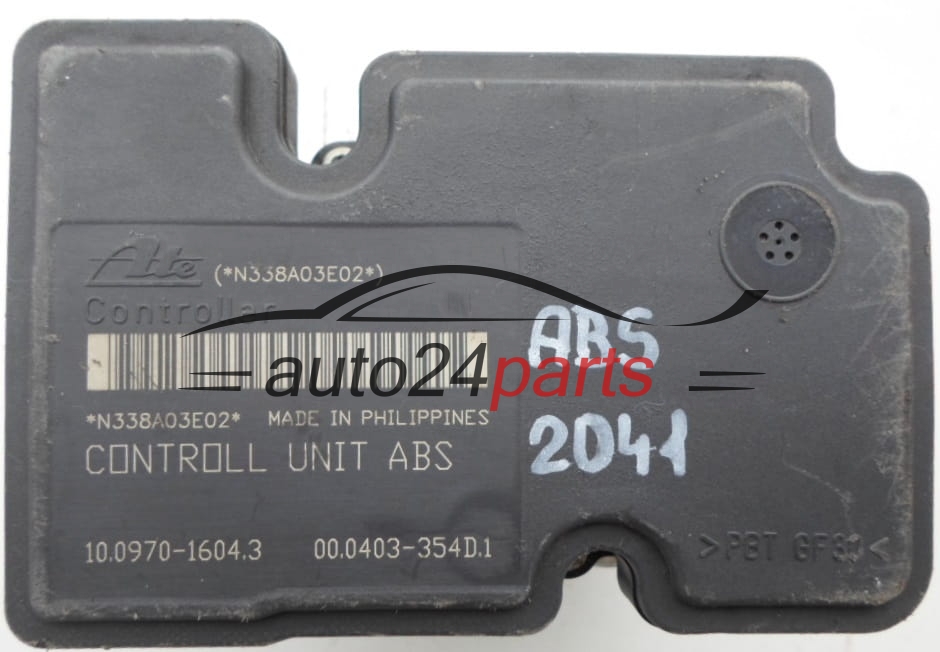 Ate (*N338A03E02*)
Controller
auto24parts
*N338A03E02* MADE IN PHILIPPINES
CONTROLL UNIT ABS
10.0970-1604.3 00.0403-354D.1
ABS
2041
>PBT GF30<